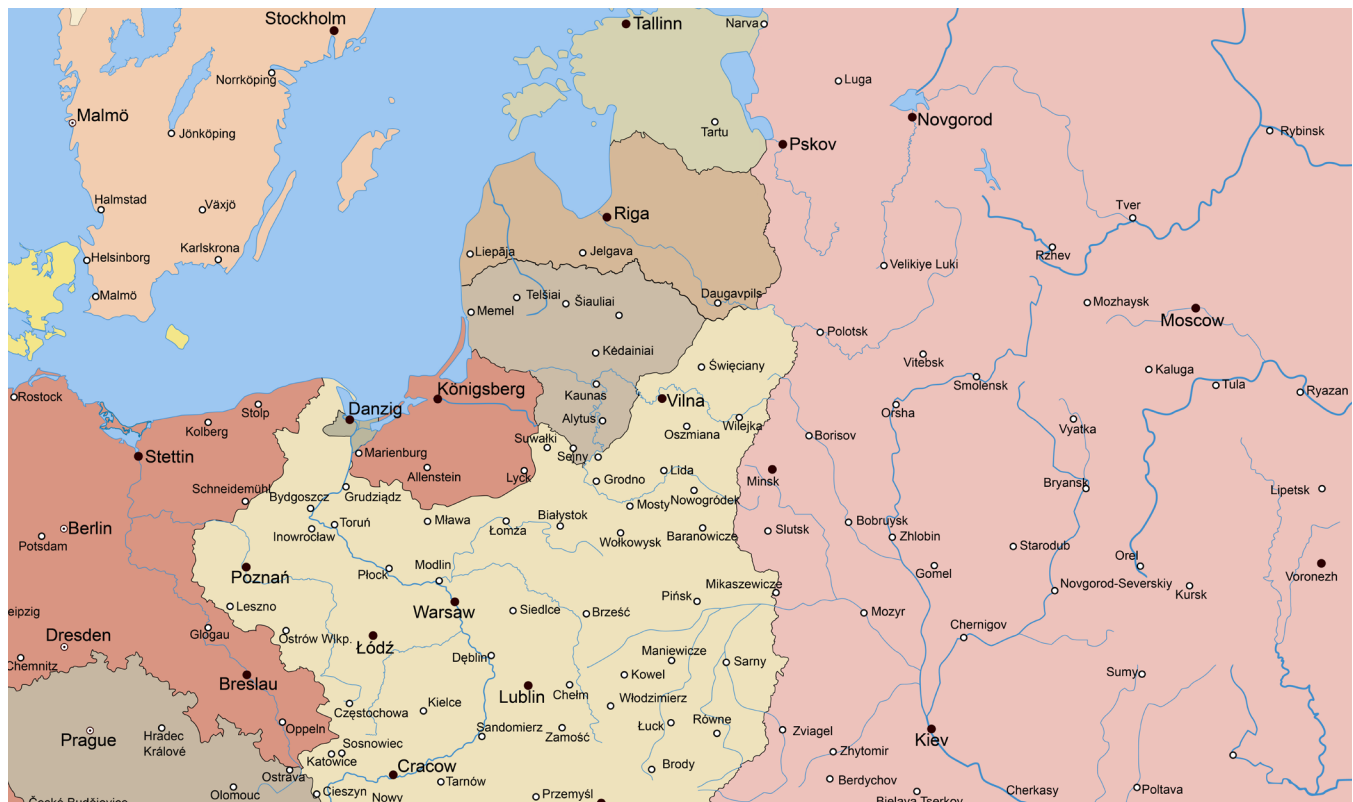 Stockholm
Tallinn
Narva
Norrköping
Luga
Malmö
Jönköping
Tartu
Pskov
Novgorod
Rybinsk
Halmstad
Växjö
Riga
Tver
Helsinborg
Karlskrona
Liepāja
Jelgava
Velikiye Luki
Rzhev
Malmö
Telšiai
Šiauliai
Daugavpils
Memel
Mozhaysk
Moscow
Polotsk
Kėdainiai
Święciany
Vitebsk
Kaluga
Smolensk
Tula
Ryazan
Rostock
Königsberg
Kaunas
Vilna
Stolp
Danzig
Orsha
Kolberg
Alytus
Oszmiana
Wilejka
Vyatka
Borisov
Suwałki
Stettin
Marienburg
Sejny
Allenstein
Lyck
Lida
Grodno
Minsk
Bryansk
Schneidemühl
Bydgoszcz
Grudziądz
Nowogródek
Lipetsk
Mosty
Berlin
Toruń
Mława
Łomża
Białystok
Bobruysk
Inowrocław
Wołkowysk
Baranowicze
Slutsk
Zhlobin
Potsdam
Starodub
Orel
Płock
Modlin
Gomel
Voronezh
Poznań
Mikaszewicze
Novgorod-Severskiy
Kursk
Leszno
Warsaw
Siedlce
Brześć
Pińsk
Mozyr
eipzig
Dresden
Glogau
Ostrów Wlkp.
Łódź
Chernigov
Chemnitz
Dęblin
Maniewicze
Sarny
Breslau
Kowel
Sumy
Lublin
Chełm
Częstochowa
Kielce
Włodzimierz
Oppeln
Sandomierz
Zamość
Łuck
Równe
Zviagel
Kiev
Prague
Hradec
Králové
Sosnowiec
Katowice
Zhytomir
Ostrava
Cracow
Tarnów
Brody
Berdychov
Olomouc
Cieszyn
Nowy
Przemyśl
Bielaya Tserkov
Cherkasy
Poltava
České Budějovice